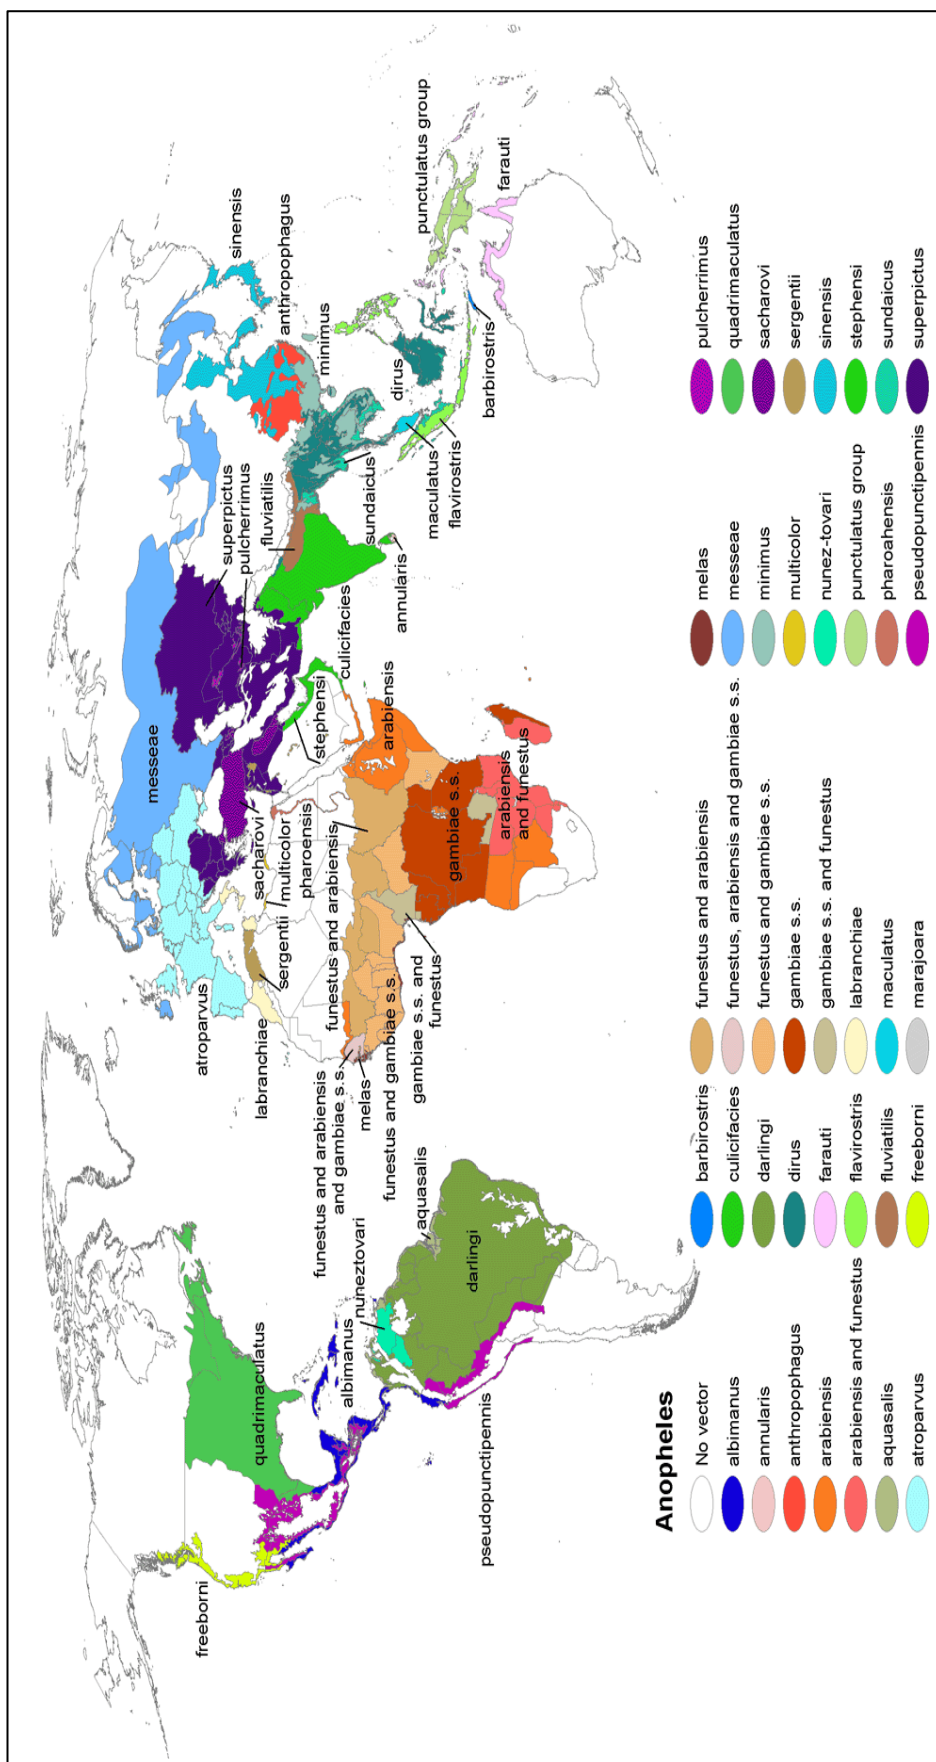 freeborni
quadrimaculatus
albimanus
nuneztovari
aquasalis
darlingi
pseudopunctipennis
atroparvus
labranchiae
sergentii
multicolor
sacharovi
pharoensis
messeae
superpictus
pulcherrimus
fluviatilis
sinensis
anthropophagus
minimus
dirus
sundaicus
maculatus
flavirostris
barbirostris
punctulatus group
farauti
annularis
culicifacies
stephensi
arabiensis
funestus and arabiensis
funestus and arabiensis
and gambiae s.s.
melas
funestus and gambiae s.s.
gambiae s.s. and
funestus
gambiae s.s.
arabiensis
and funestus
Anopheles
No vector
albimanus
annularis
anthropophagus
arabiensis
arabiensis and funestus
aquasalis
atroparvus
barbirostris
culicifacies
darlingi
dirus
farauti
flavirostris
fluviatilis
freeborni
funestus and arabiensis
funestus, arabiensis and gambiae s.s.
funestus and gambiae s.s.
gambiae s.s.
gambiae s.s. and funestus
labranchiae
maculatus
marajoara
melas
messeae
minimus
multicolor
nunez-tovari
punctulatus group
pharoahensis
pseudopunctipennis
pulcherrimus
quadrimaculatus
sacharovi
sergentii
sinensis
stephensi
sundaicus
superpictus